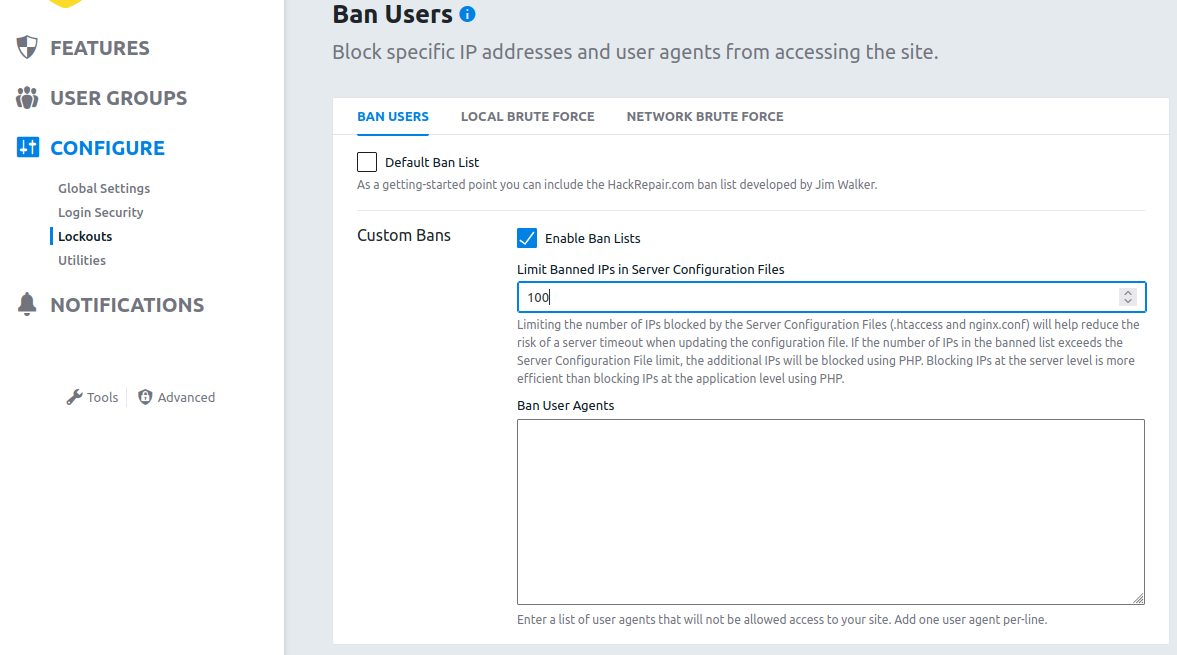 FEATURES
USER GROUPS
CONFIGURE
Global Settings
Login Security
Lockouts
Utilities
NOTIFICATIONS
Tools
Advanced
Ban Users
Block specific IP addresses and user agents from accessing the site.
BAN USERS
LOCAL BRUTE FORCE
NETWORK BRUTE FORCE
Default Ban List
As a getting-started point you can include the HackRepair.com ban list developed by Jim Walker.
Custom Bans
Enable Ban Lists
Limit Banned IPs in Server Configuration Files
100
Limiting the number of IPs blocked by the Server Configuration Files (.htaccess and nginx.conf) will help reduce the
risk of a server timeout when updating the configuration file. If the number of IPs in the banned list exceeds the
Server Configuration File limit, the additional IPs will be blocked using PHP. Blocking IPs at the server level is more
efficient than blocking IPs at the application level using PHP.
Ban User Agents
Enter a list of user agents that will not be allowed access to your site. Add one user agent per-line.